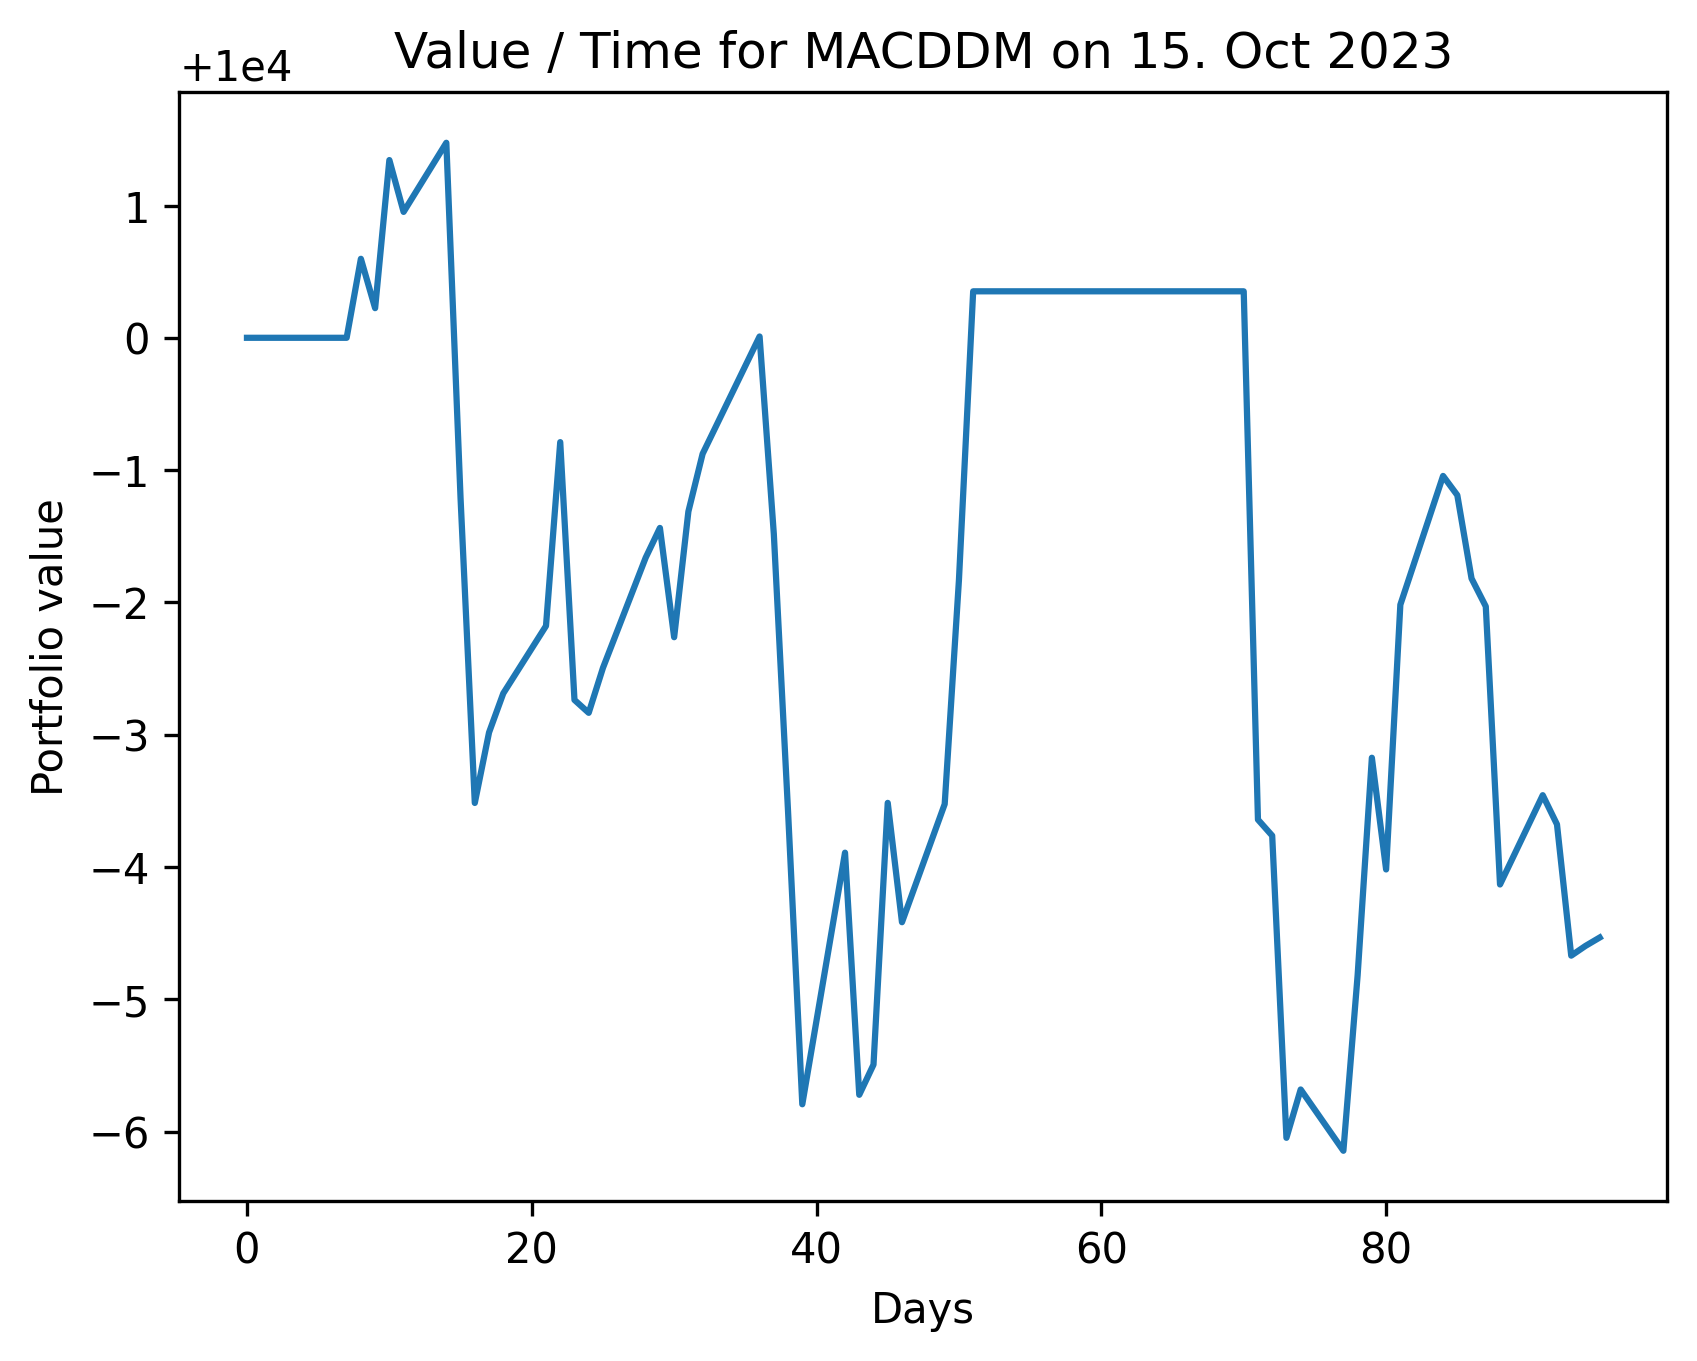 Value / Time for MACDDM on 15. Oct 2023
+1e4
1
0
−1
−2
−3
−4
−5
−6
Portfolio value
0 20 40 60 80
Days